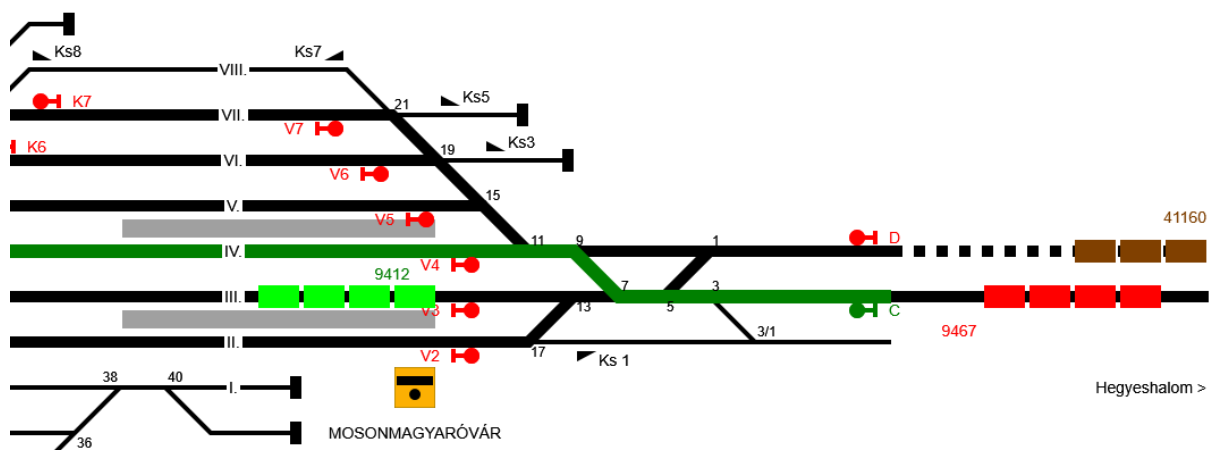 Ks8
Ks7
VIII.
K7
21
Ks5
VII.
V7
K6
19
Ks3
VI.
V6
15
V.
V5
41160
11
9
1
D
IV.
V4
9412
7
3
III.
V3
13
5
C
3/1
9467
II.
V2
17
Ks 1
38
40
I.
Hegyeshalom >
36
MOSONMAGYARÓVÁR